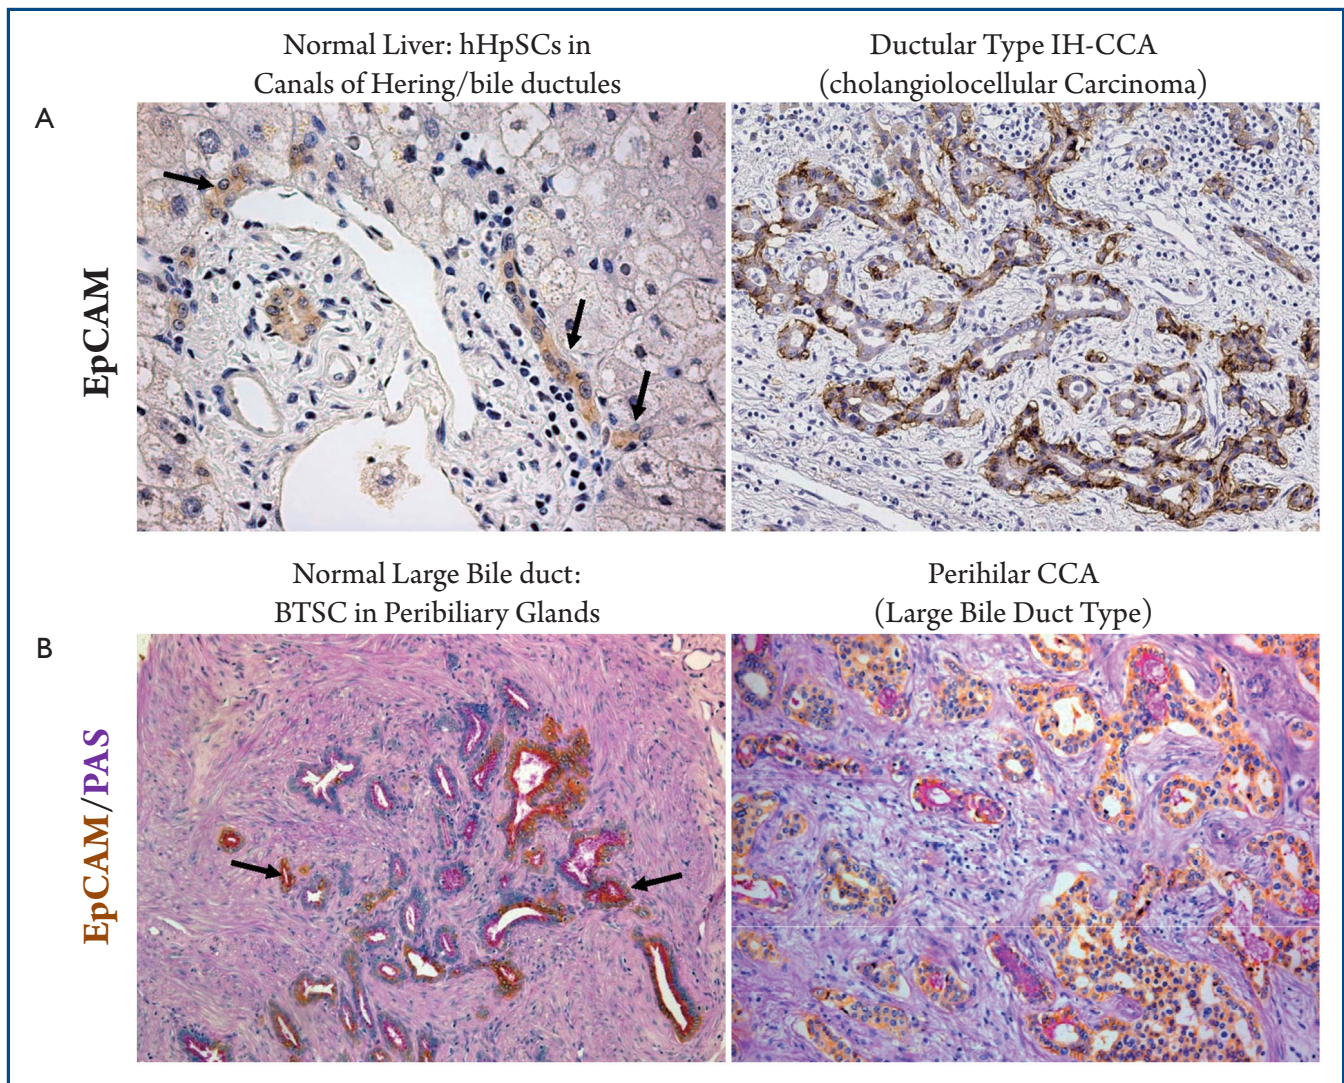 Normal Liver: hHpSCs in
Canals of Hering/bile ductules
Ductular Type IH-CCA
(cholangiolocellular Carcinoma)
A
EpCAM
Normal Large Bile duct:
BTSC in Peribiliary Glands
Perihilar CCA
(Large Bile Duct Type)
B
EpCAM/PAS